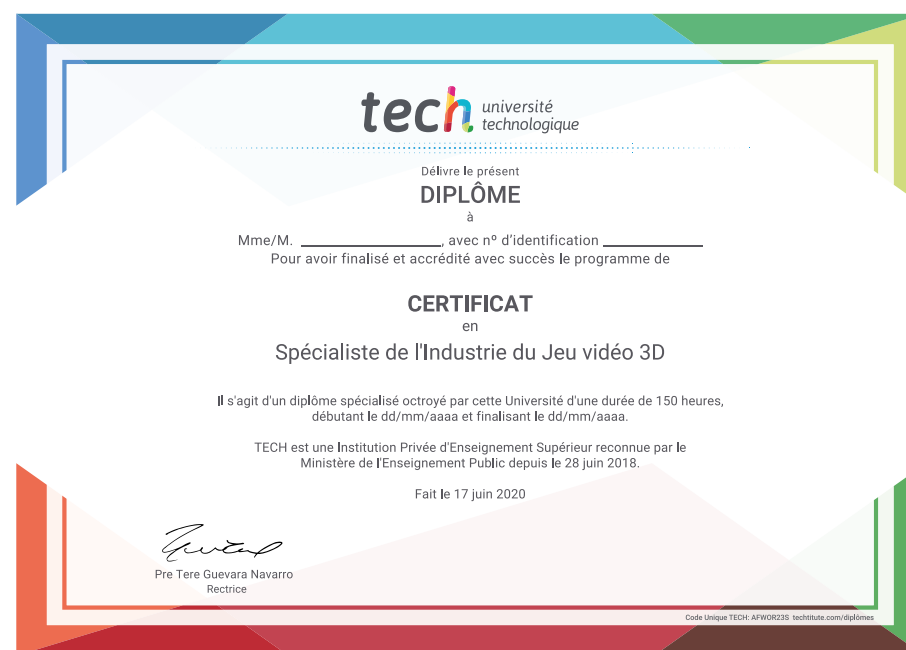 tech université
technologique
Délivre le présent
DIPLÔME
à
Mme/M. ____________________, avec nº d'identification ______________
Pour avoir finalisé et accrédité avec succès le programme de
CERTIFICAT
en
Spécialiste de l'Industrie du Jeu vidéo 3D
Il s'agit d'un diplôme spécialisé octroyé par cette Université d'une durée de 150 heures,
débutant le dd/mm/aaaa et finalisant le dd/mm/aaaa.
TECH est une Institution Privée d'Enseignement Supérieur reconnue par le
Ministère de l'Enseignement Public depuis le 28 juin 2018.
Fait le 17 juin 2020
Pre Tere Guevara Navarro
Rectrice
Code Unique TECH: AFWOR23S techtitute.com/diplômes